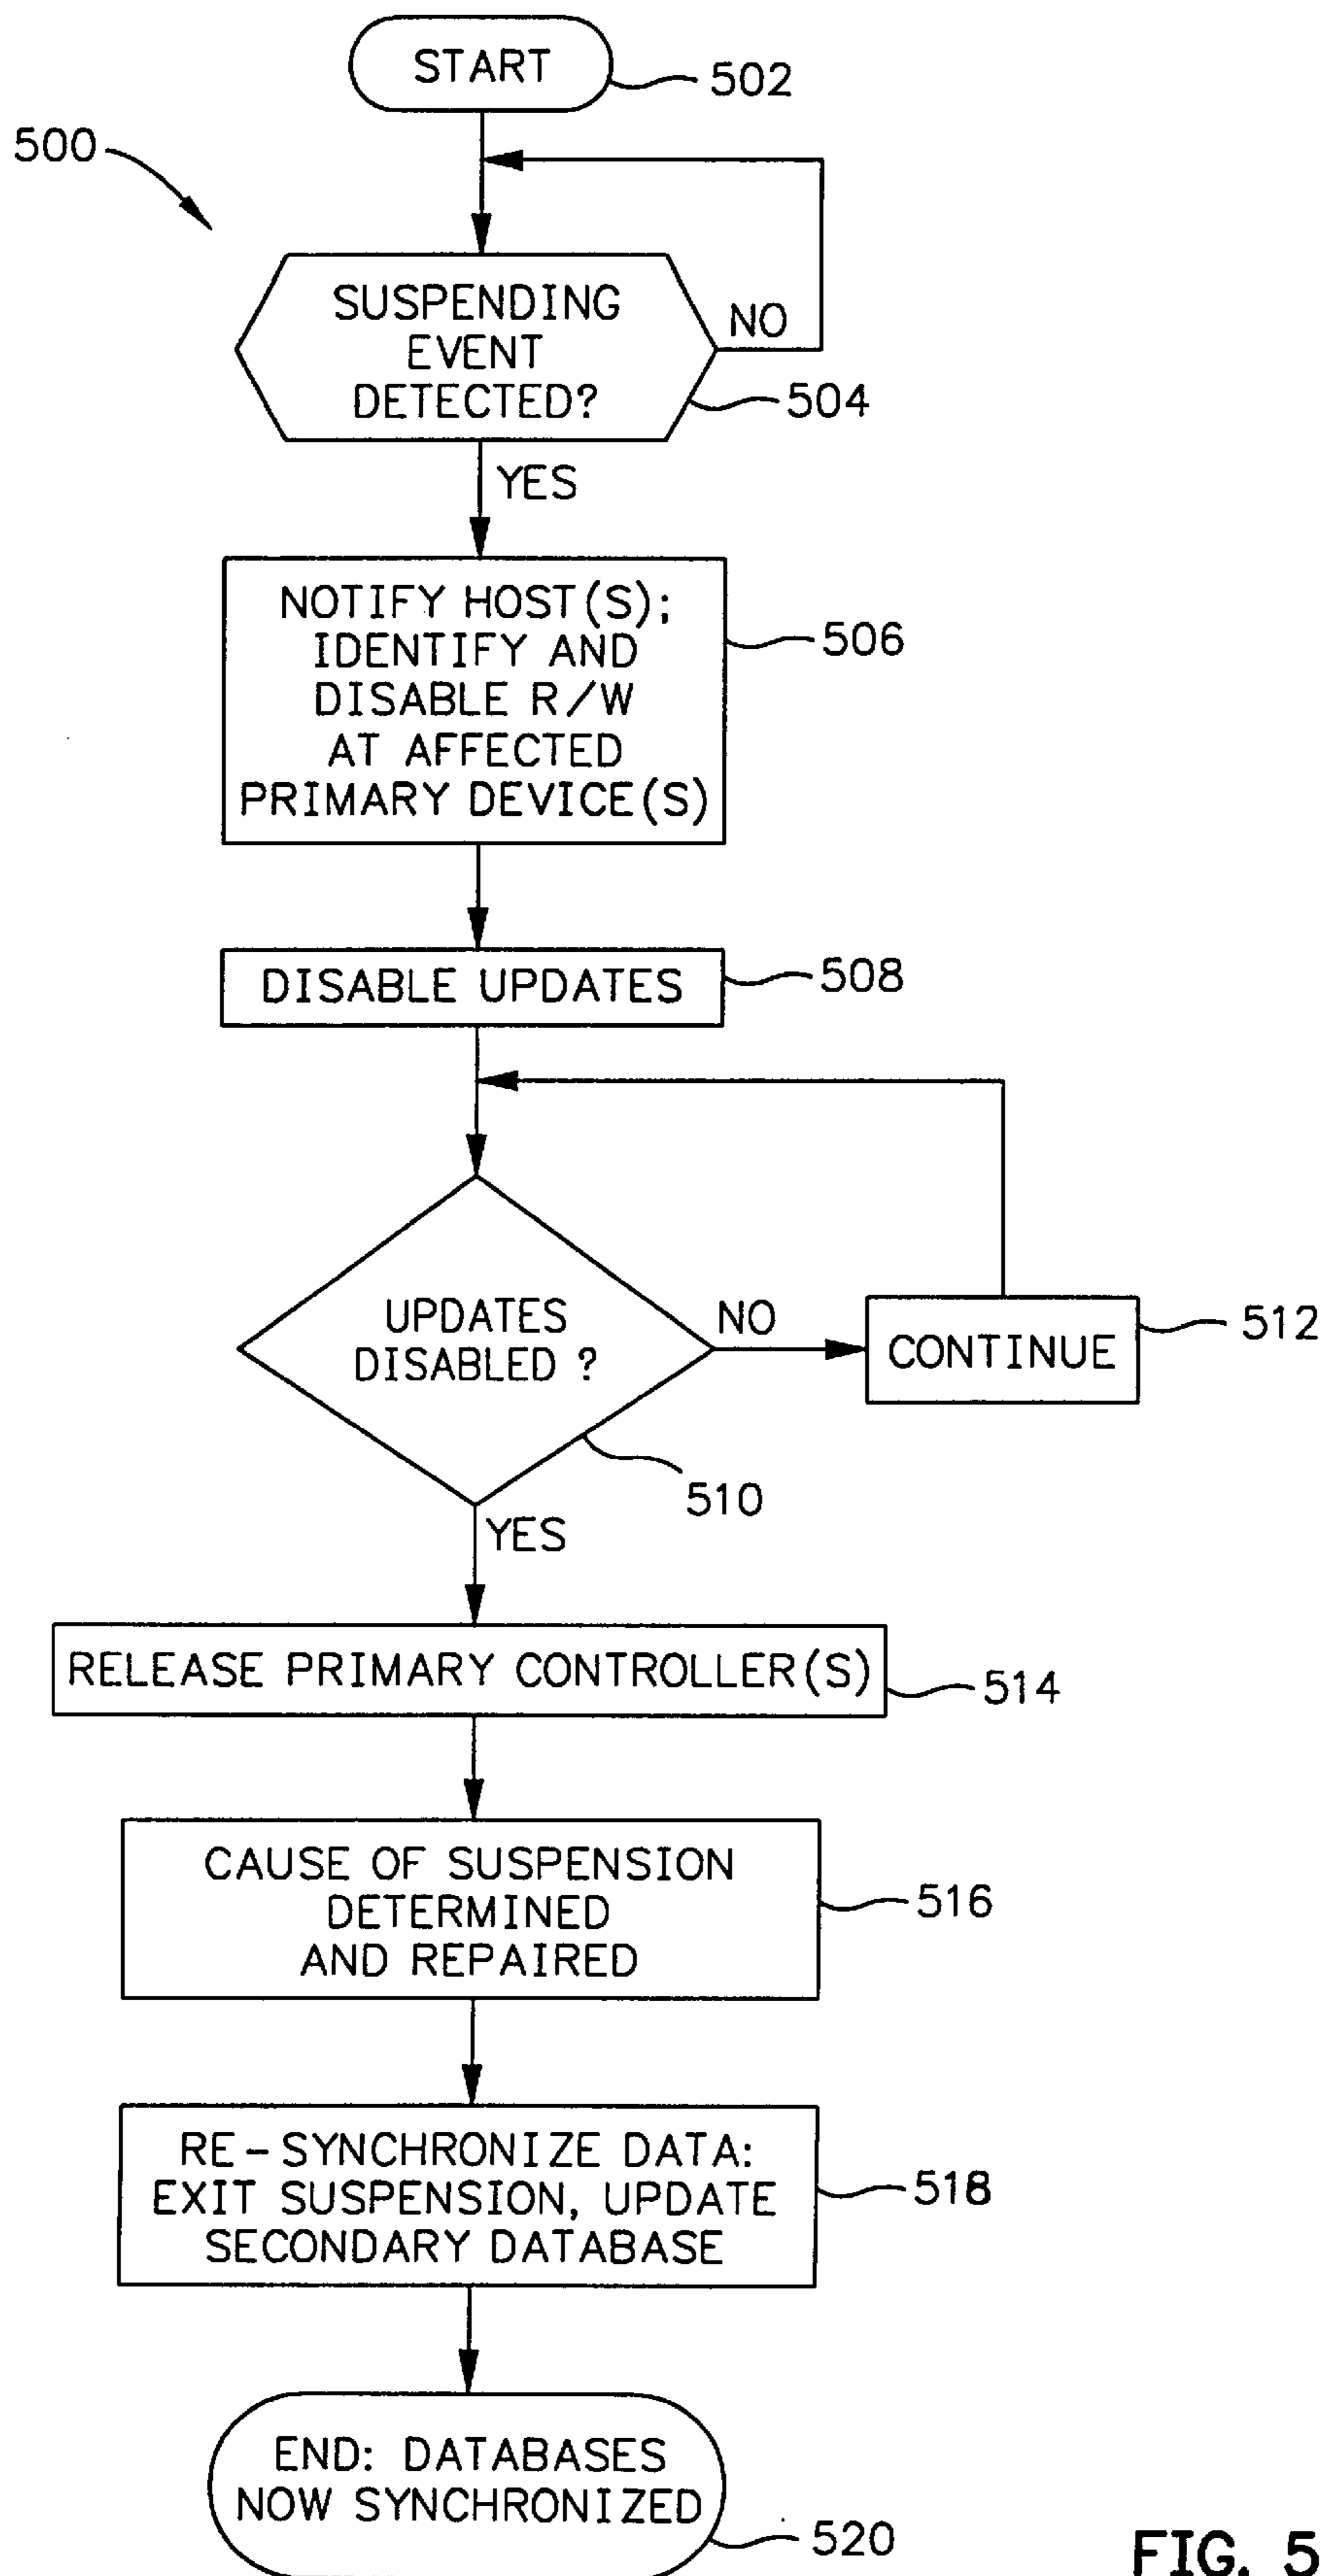 START
502
500
SUSPENDING
EVENT
DETECTED?
NO
504
YES
NOTIFY HOST(S);
IDENTIFY AND
DISABLE R/W
AT AFFECTED
PRIMARY DEVICE(S)
506
DISABLE UPDATES
508
UPDATES
DISABLED ?
NO
CONTINUE
512
510
YES
RELEASE PRIMARY CONTROLLER(S)
514
CAUSE OF SUSPENSION
DETERMINED
AND REPAIRED
516
RE-SYNCHRONIZE DATA:
EXIT SUSPENSION, UPDATE
SECONDARY DATABASE
518
END: DATABASES
NOW SYNCHRONIZED
520
FIG. 5